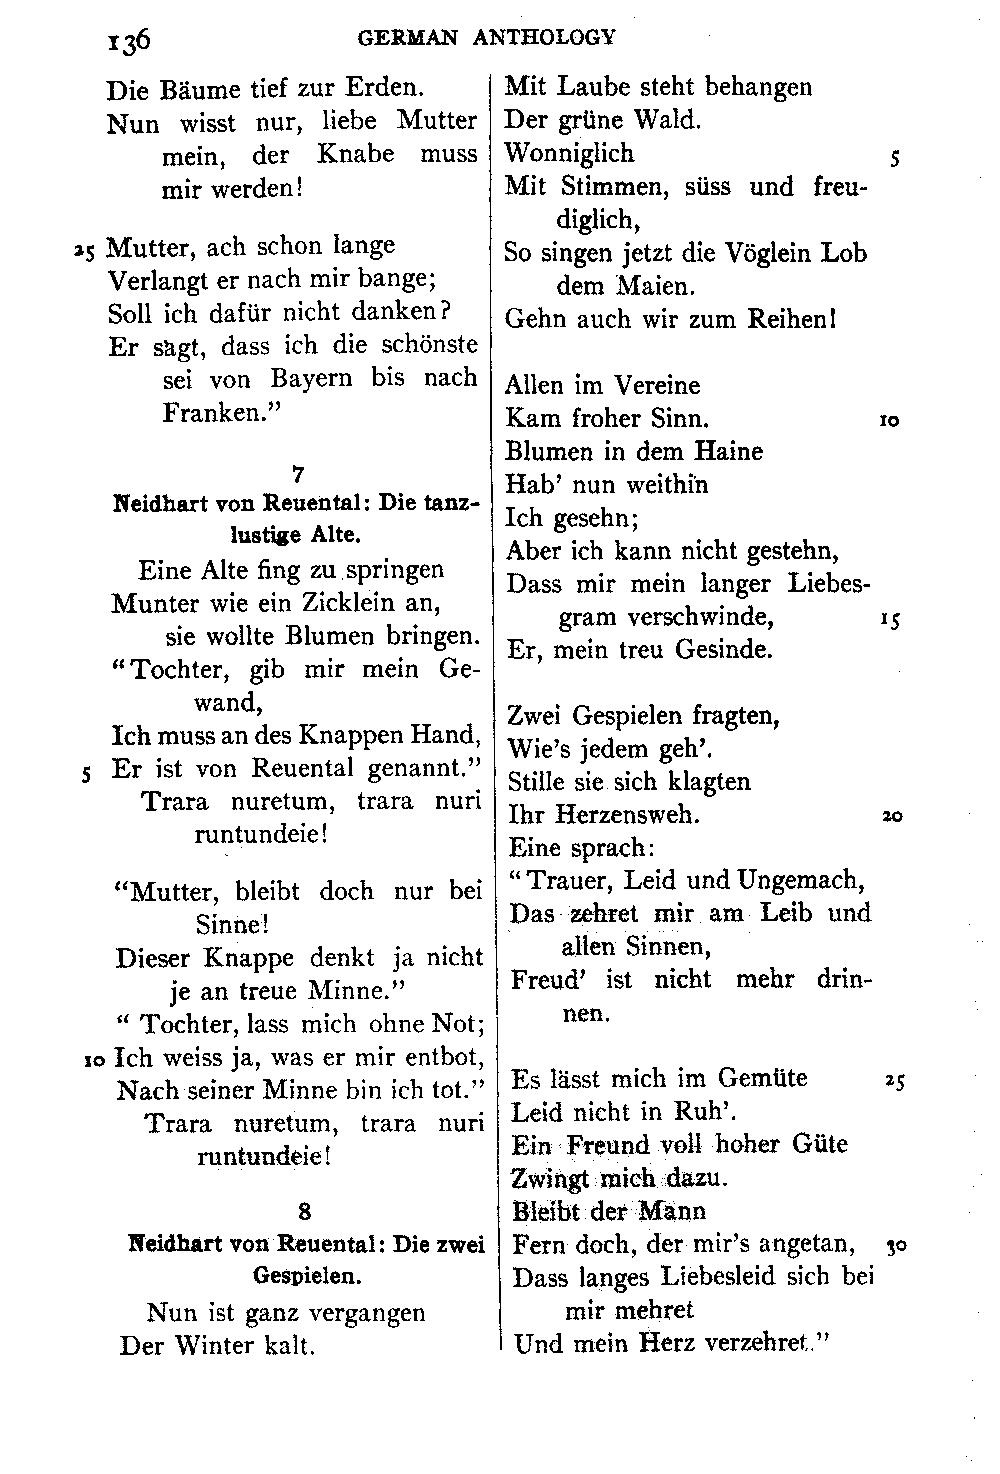 136
GERMAN ANTHOLOGY
Die Bäume tief zur Erden.
Nun wisst nur, liebe Mutter
mein, der Knabe muss
mir werden!
25 Mutter, ach schon lange
Verlangt er nach mir bange;
Soll ich dafür nicht danken?
Er sagt, dass ich die schönste
sei von Bayern bis nach
Franken.”
7
Neidhart von Reuental: Die tanz-
lustige Alte.
Eine Alte fing zu springen
Munter wie ein Zicklein an,
sie wollte Blumen bringen.
“Tochter, gib mir mein Ge-
wand,
Ich muss an des Knappen Hand,
5 Er ist von Reuental genannt.”
Trara nuretum, trara nuri
runtundeie!
“Mutter, bleibt doch nur bei
Sinne!
Dieser Knappe denkt ja nicht
je an treue Minne.”
“ Tochter, lass mich ohne Not;
10 Ich weiss ja, was er mir entbot,
Nach seiner Minne bin ich tot.”
Trara nuretum, trara nuri
runtundeie!
8
Neidhart von Reuental: Die zwei
Gespielen.
Nun ist ganz vergangen
Der Winter kalt.
Mit Laube steht behangen
Der grüne Wald.
Wonniglich 5
Mit Stimmen, süss und freu-
diglich,
So singen jetzt die Vöglein Lob
dem Maien.
Gehn auch wir zum Reihen!
Allen im Vereine
Kam froher Sinn. 10
Blumen in dem Haine
Hab’ nun weithin
Ich gesehn;
Aber ich kann nicht gestehn,
Dass mir mein langer Liebes-
gram verschwinde, 15
Er, mein treu Gesinde.
Zwei Gespielen fragten,
Wie’s jedem geh’.
Stille sie sich klagten
Ihr Herzensweh. 20
Eine sprach:
“Trauer, Leid und Ungemach,
Das zehret mir am Leib und
allen Sinnen,
Freud’ ist nicht mehr drin-
nen.
Es lässt mich im Gemüte 25
Leid nicht in Ruh’.
Ein Freund voll hoher Güte
Zwingt mich dazu.
Bleibt der Mann
Fern doch, der mir’s angetan, 30
Dass langes Liebesleid sich bei
mir mehret
Und mein Herz verzehret.”